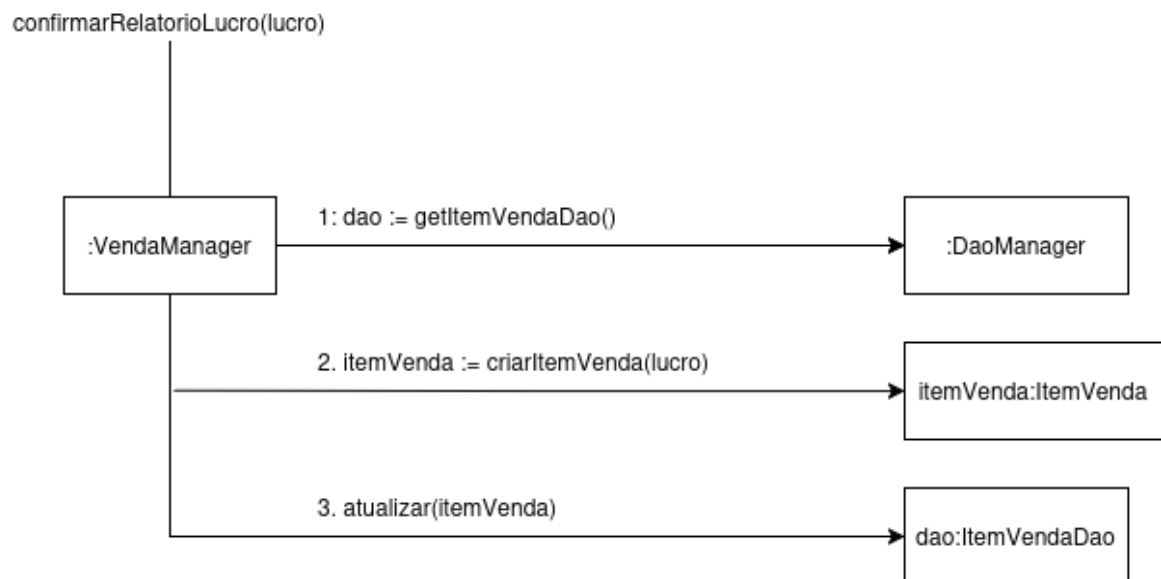 confirmarRelatorioLucro(lucro)
1: dao := getItemVendaDao()
:VendaManager
:DaoManager
2. itemVenda := criarItemVenda(lucro)
itemVenda:ItemVenda
3. atualizar(itemVenda)
dao:ItemVendaDao